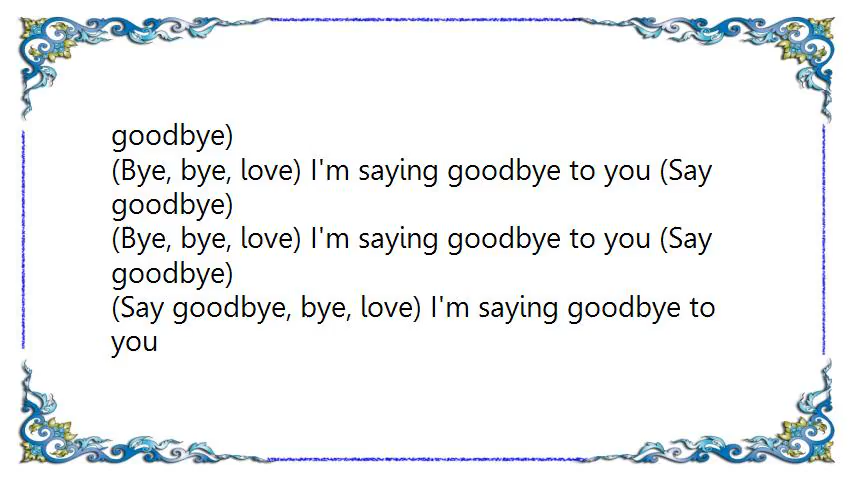 goodbye)
(Bye, bye, love) I'm saying goodbye to you (Say
goodbye)
(Bye, bye, love) I'm saying goodbye to you (Say
goodbye)
(Say goodbye, bye, love) I'm saying goodbye to
you